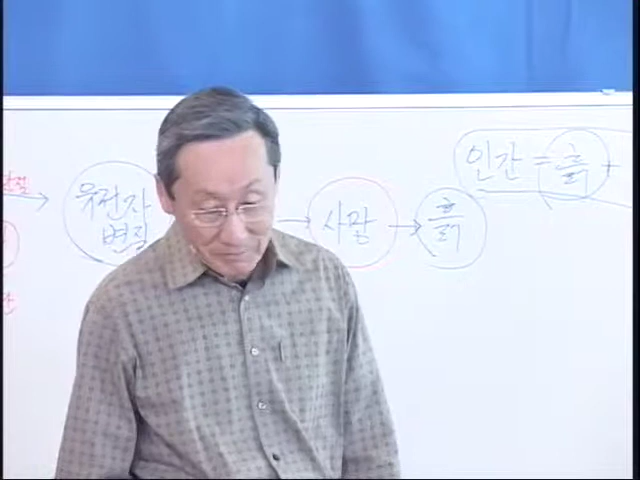 인간 = 흙 +
유전자
변질
사망
흙